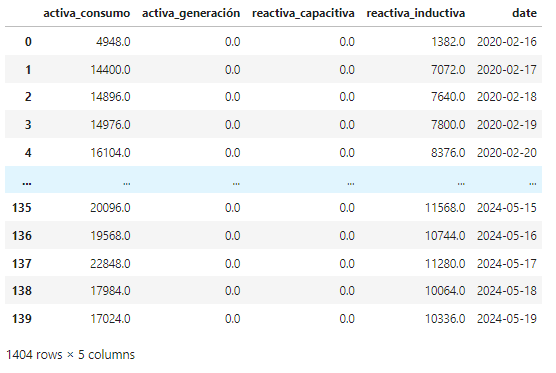 activa_consumo activa_generación reactiva_capacitiva reactiva_inductiva date
0 4948.0 0.0 0.0 1382.0 2020-02-16
1 14400.0 0.0 0.0 7072.0 2020-02-17
2 14896.0 0.0 0.0 7640.0 2020-02-18
3 14976.0 0.0 0.0 7800.0 2020-02-19
4 16104.0 0.0 0.0 8376.0 2020-02-20
... ... ... ... ... ...
135 20096.0 0.0 0.0 11568.0 2024-05-15
136 19568.0 0.0 0.0 10744.0 2024-05-16
137 22848.0 0.0 0.0 11280.0 2024-05-17
138 17984.0 0.0 0.0 10064.0 2024-05-18
139 17024.0 0.0 0.0 10336.0 2024-05-19
1404 rows × 5 columns